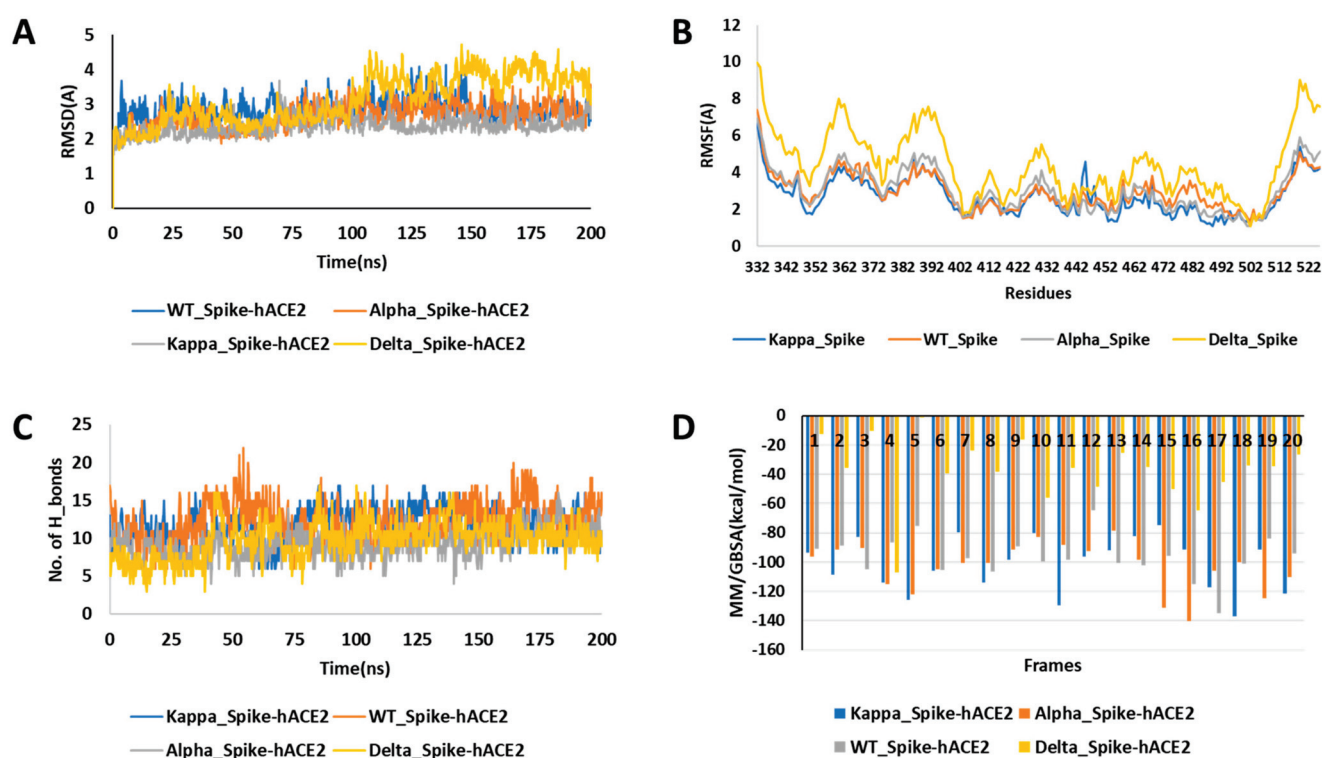 A
RMSD(A)
5
4
3
2
1
0
0 25 50 75 100 125 150 175 200
Time(ns)
WT_Spike-hACE2 Alpha_Spike-hACE2
Kappa_Spike-hACE2 Delta_Spike-hACE2
B
RMSF(A)
12
10
8
6
4
2
0
332 342 352 362 372 382 392 402 412 422 432 442 452 462 472 482 492 502 512 522
Residues
Kappa_Spike WT_Spike Alpha_Spike Delta_Spike
C
No. of H_bonds
25
20
15
10
5
0
0 25 50 75 100 125 150 175 200
Time(ns)
Kappa_Spike-hACE2 WT_Spike-hACE2
Alpha_Spike-hACE2 Delta_Spike-hACE2
D
MM/GBSA(kcal/mol)
0
-20
-40
-60
-80
-100
-120
-140
-160
1 2 3 4 5 6 7 8 9 10 11 12 13 14 15 16 17 18 19 20
Frames
Kappa_Spike-hACE2 Alpha_Spike-hACE2
WT_Spike-hACE2 Delta_Spike-hACE2